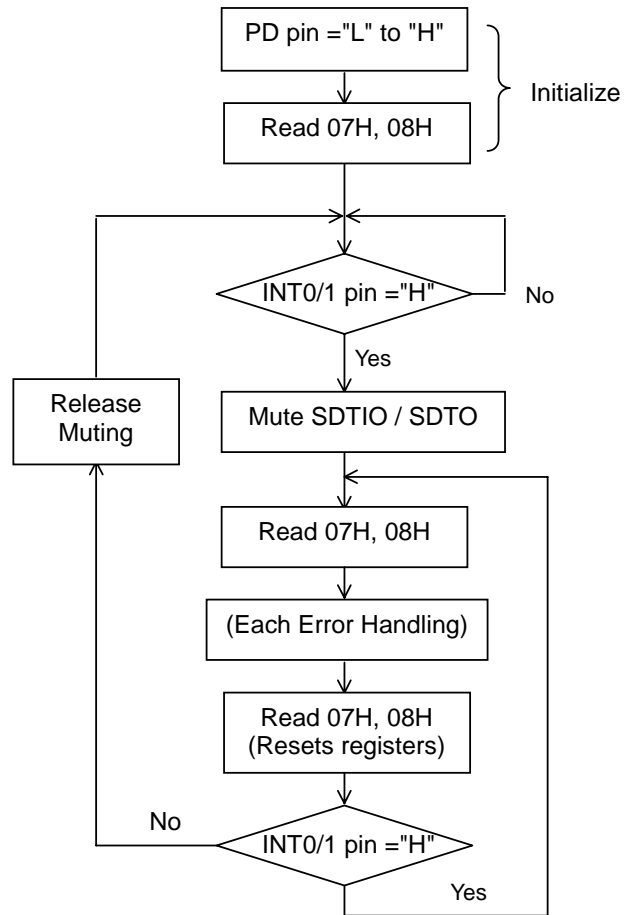 PD pin ="L" to "H"
Initialize
Read 07H, 08H
INT0/1 pin ="H"
No
Yes
Release
Muting
Mute SDTIO / SDTO
Read 07H, 08H
(Each Error Handling)
Read 07H, 08H
(Resets registers)
No
INT0/1 pin ="H"
Yes